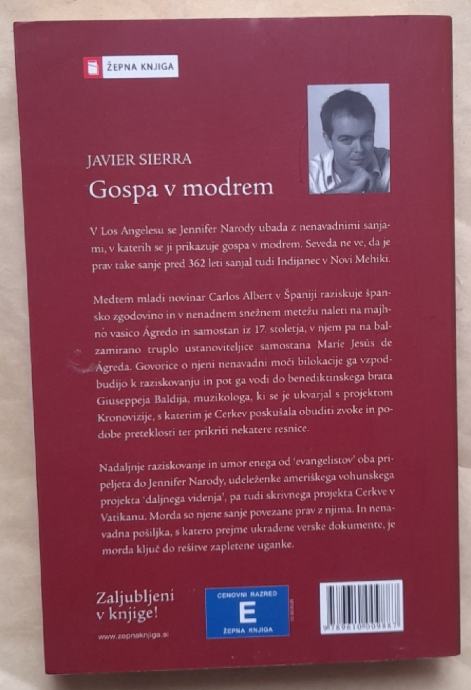 ŽEPNA KNJIGA
JAVIER SIERRA
Gospa v modrem
V Los Angelesu se Jennifer Narody ubada z nenavadnimi sanja-
mi, v katerih se ji prikazuje gospa v modrem. Seveda ne ve, da je
prav take sanje pred 362 leti sanjal tudi Indijanec v Novi Mehiki.
Medtem mladi novinar Carlos Albert v Španiji raziskuje špan-
sko zgodovino in v nenadnem snežnem metežu naleti na majh-
no vasico Ágredo in samostan iz 17. stoletja, v njem pa na bal-
zamirano truplo ustanoviteljice samostana Marie Jesús de
Ágreda. Govorice o njeni nenavadni moči bilokacije ga vzpod-
budijo k raziskovanju in pot ga vodi do benediktinskega brata
Giuseppeja Baldija, muzikologa, ki se je ukvarjal s projektom
Kronovizije, s katerim je Cerkev poskušala obuditi zvoke in po-
dobe preteklosti ter prikriti nekatere resnice.
Nadaljnje raziskovanje in umor enega od 'evangelistov' oba pri-
peljeta do Jennifer Narody, udeleženke ameriškega vohunskega
projekta 'daljnega videnja', pa tudi skrivnega projekta Cerkve v
Vatikanu. Morda so njene sanje povezane prav z njimi. In nena-
vadna pošiljka, s katero prejme ukradene verske dokumente, je
morda ključ do rešitve zapletene uganke.
Zaljubljeni
v knjige!
www.zepnaknjiga.si
CENOVNI RAZRED
E
ŽEPNA KNJIGA
9789610009887